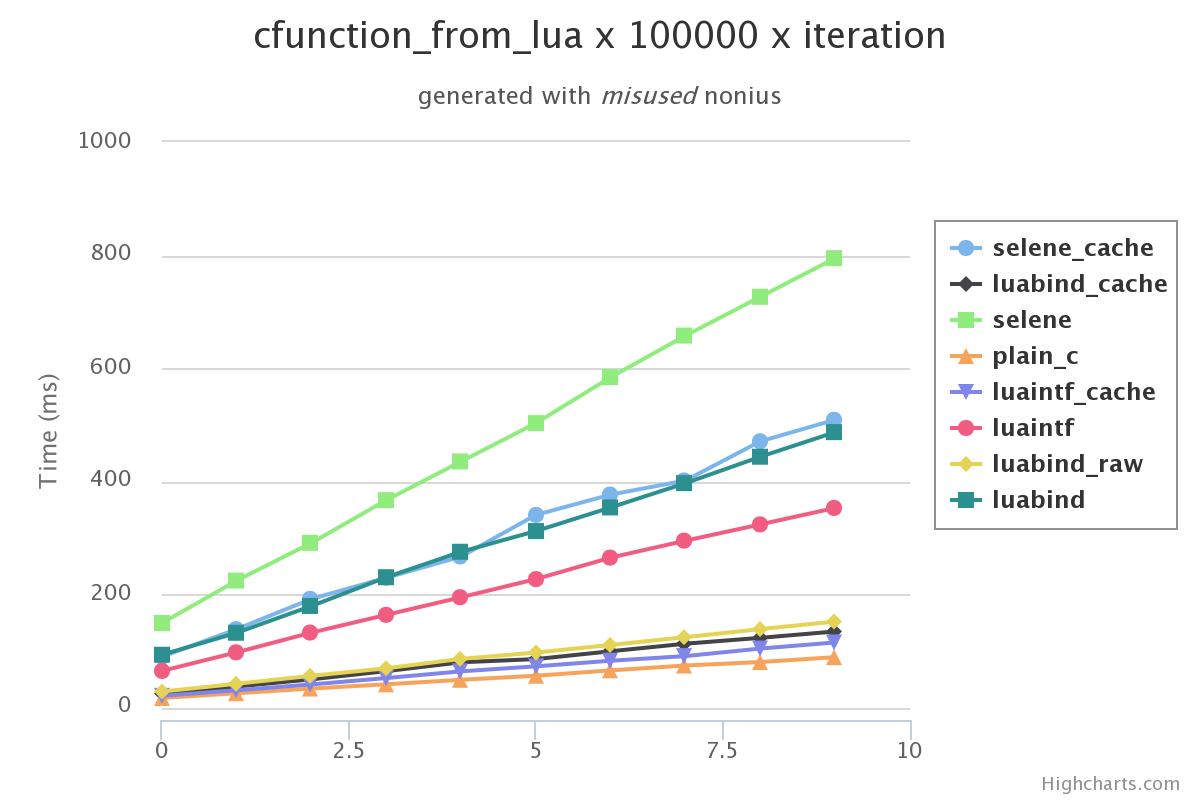 cfunction_from_lua x 100000 x iteration
generated with misused nonius
Time (ms)
1000
800
600
400
200
0
0
2.5
5
7.5
10
selene_cache
luabind_cache
selene
plain_c
luaintf_cache
luaintf
luabind_raw
luabind
Highcharts.com